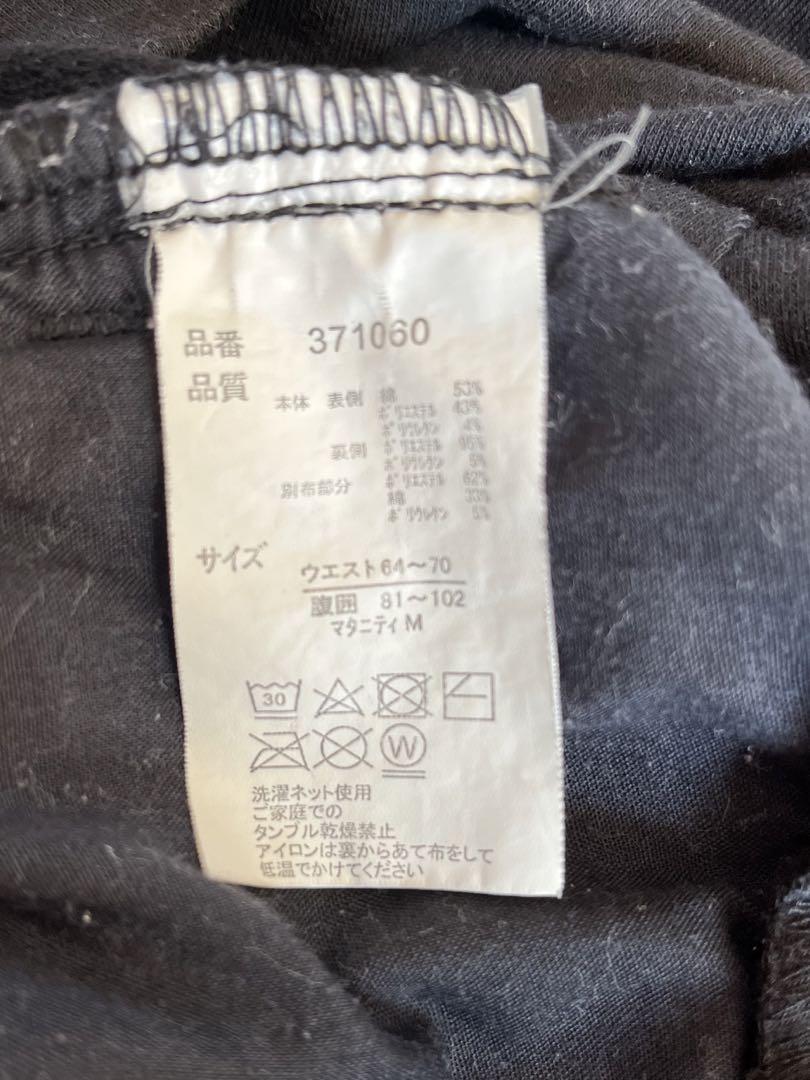 品番 371060
品質
本体 表側 綿 53%
ポリエステル 43%
ポリウレタン 4%
裏側 ポリエステル 95%
ポリウレタン 5%
別布部分 ポリエステル 62%
綿 33%
ポリウレタン 5%
サイズ ウエスト64〜70
腹囲 81〜102
マタニティ M
30
W
洗濯ネット使用
ご家庭での
タンブル乾燥禁止
アイロンは裏からあて布をして
低温でかけてください